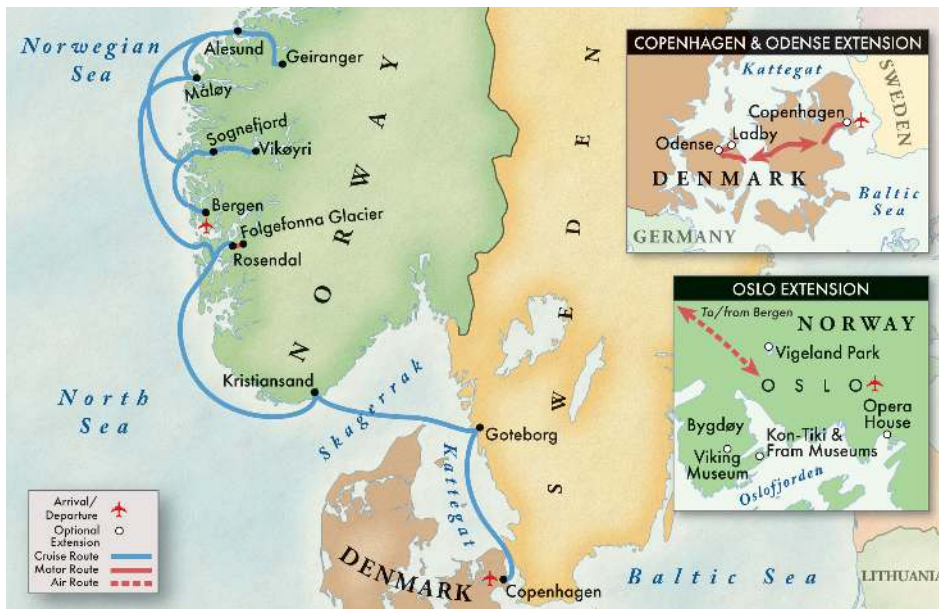 Norwegian
Sea
Alesund
Geiranger
Måløy
Sognefjord
Vikøyri
Bergen
Folgefonna Glacier
Rosendal
NORWAY
SWEDEN
Kristiansand
North
Sea
Skagerrak
Goteborg
Kattegat
DENMARK
Copenhagen
Baltic Sea
LITHUANIA
COPENHAGEN & ODENSE EXTENSION
Kattegat
SWEDEN
Copenhagen
Ladby
Odense
DENMARK
Baltic
Sea
GERMANY
OSLO EXTENSION
To/from Bergen
NORWAY
Vigeland Park
OSLO
Opera
House
Bygdøy
Kon-Tiki &
Fram Museums
Viking
Museum
Oslofjorden
Arrival/
Departure
Optional
Extension
Cruise Route
Motor Route
Air Route